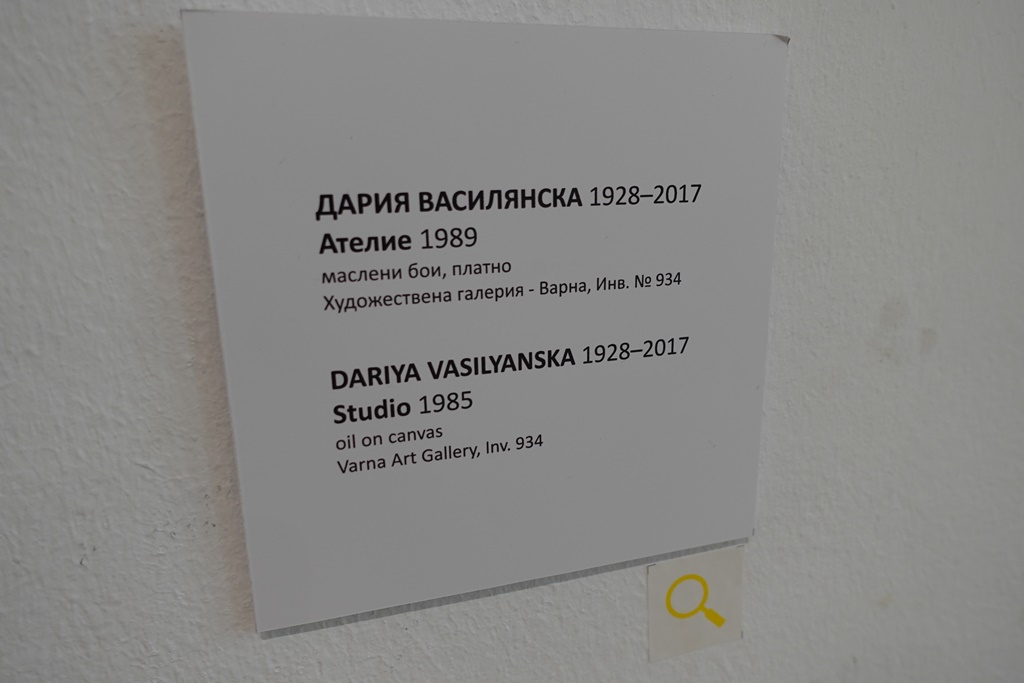 ДАРИЯ ВАСИЛЯНСКА 1928–2017
Ателие 1989
маслени бои, платно
Художествена галерия - Варна, Инв. № 934
DARIYA VASILYANSKA 1928–2017
Studio 1985
oil on canvas
Varna Art Gallery, Inv. 934